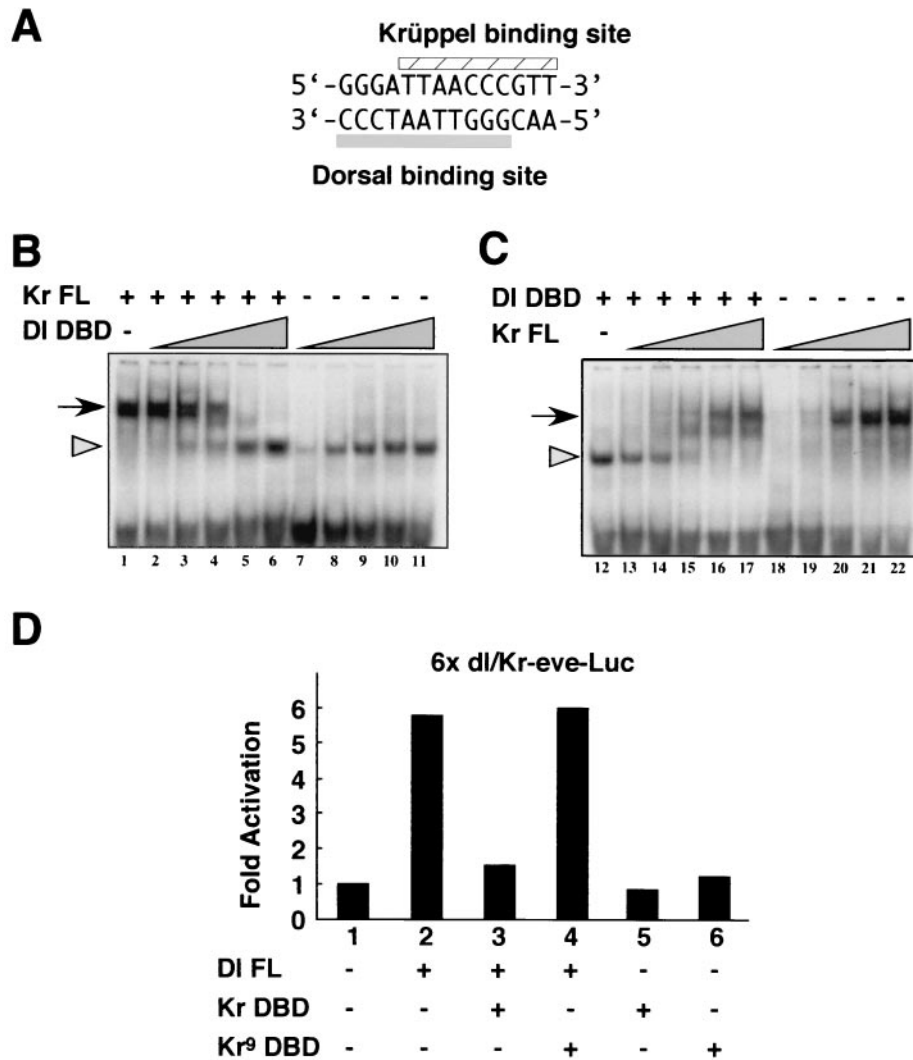 A
Krüppel binding site
5‘-GGGATTAACCCGTT-3’
3‘-CCCTAATTGGGCAA-5’
Dorsal binding site
B
Kr FL + + + + + + - - - - -
Dl DBD -
1 2 3 4 5 6 7 8 9 10 11
C
Dl DBD + + + + + + - - - - -
Kr FL -
12 13 14 15 16 17 18 19 20 21 22
D
6x dl/Kr-eve-Luc
Fold Activation
6
5
4
3
2
1
0
1 2 3 4 5 6
Dl FL - + + + - -
Kr DBD - - + - + -
Kr⁹ DBD - - - + - +